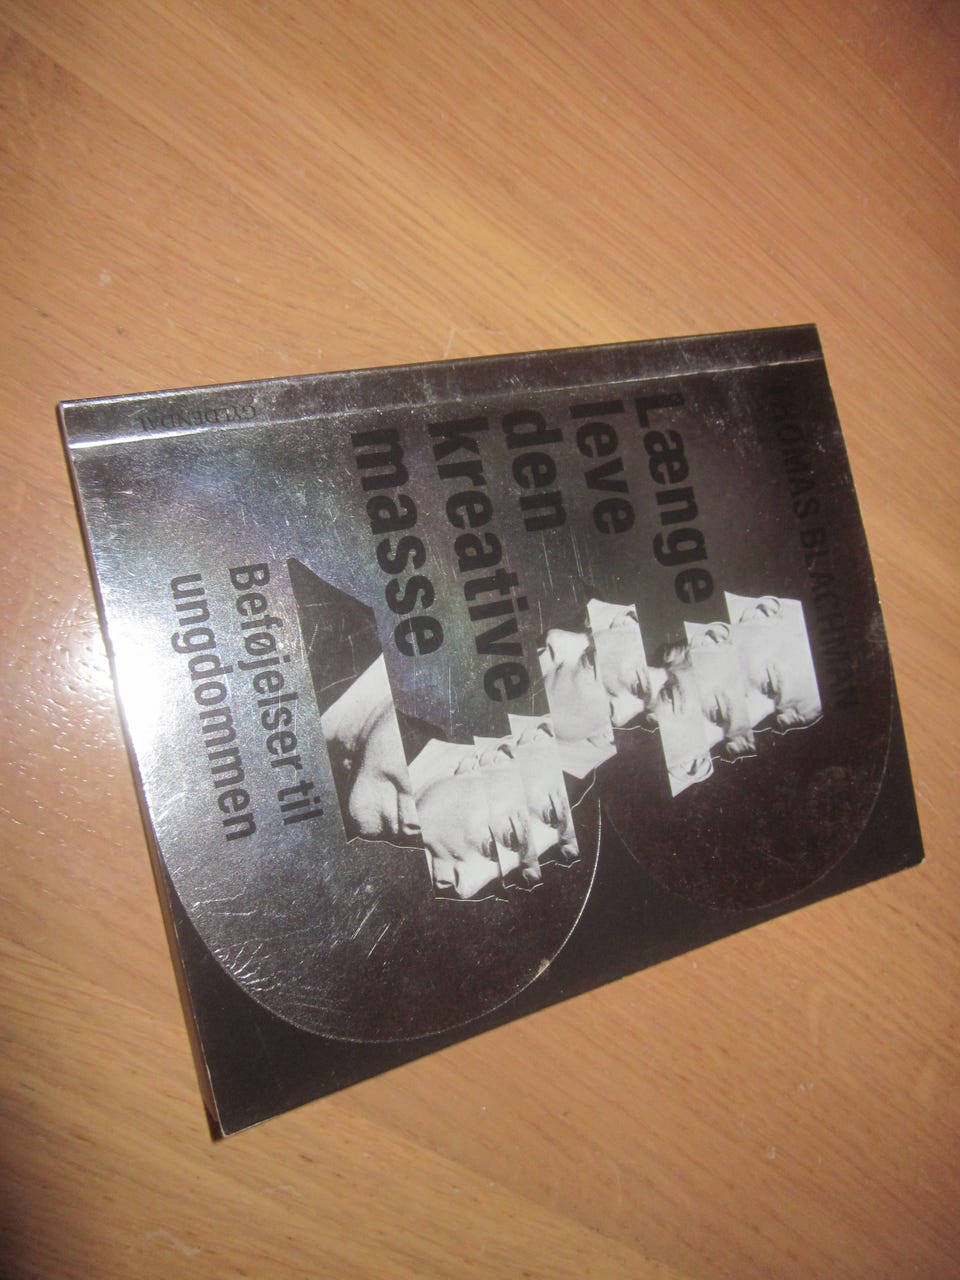 THOMAS BLACHMAN
Længe
leve
den
kreative
masse
Beføjelser til
ungdommen
GYLDENDAL